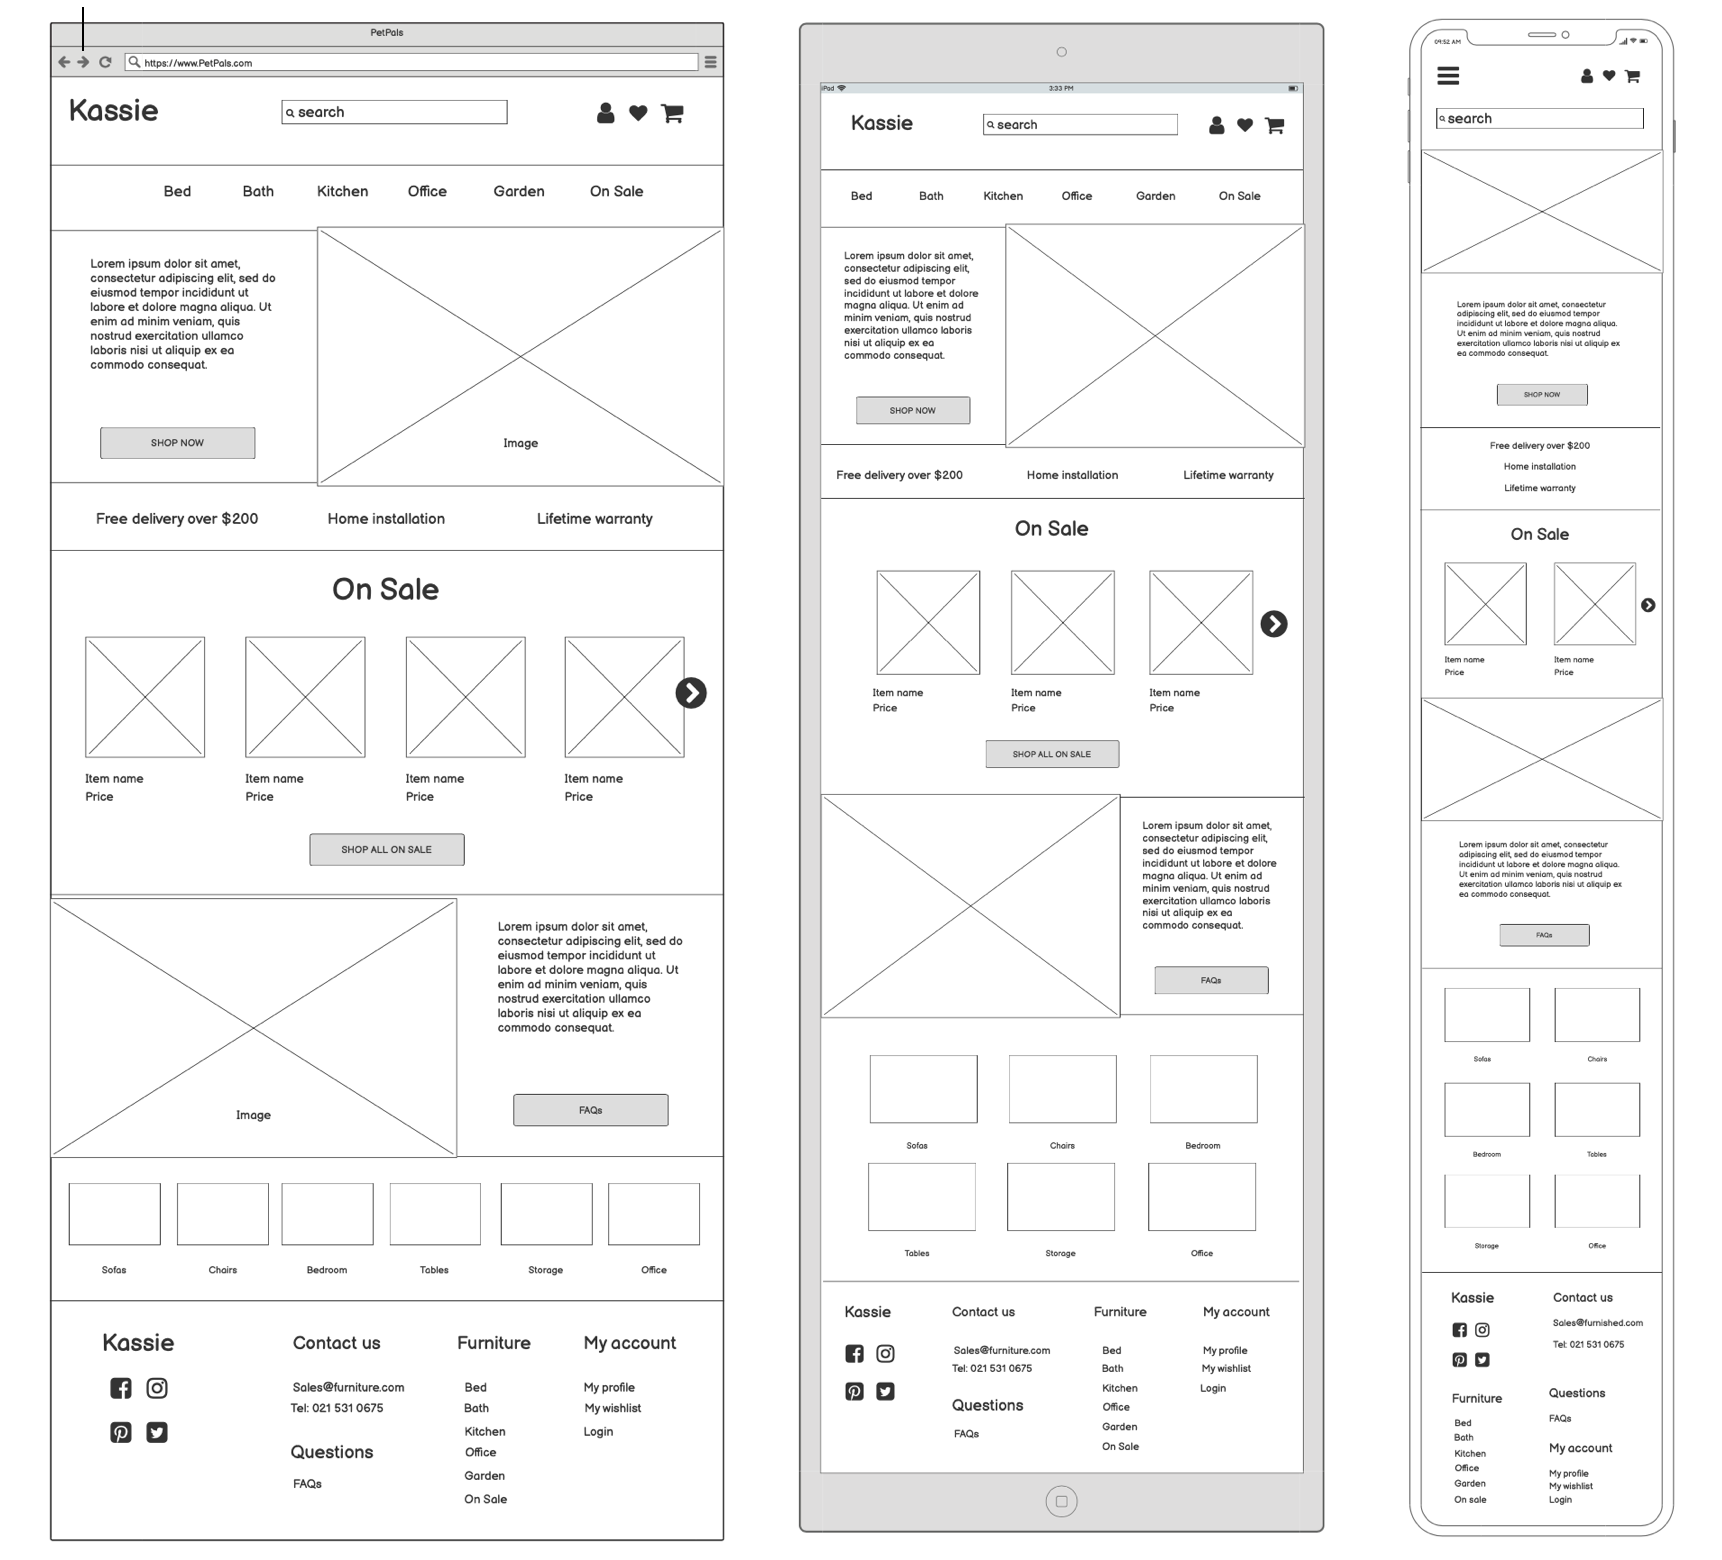 PetPals
https://www.PetPals.com
Kassie
search
Bed Bath Kitchen Office Garden On Sale
Lorem ipsum dolor sit amet,
consectetur adipiscing elit, sed do
eiusmod tempor incididunt ut
labore et dolore magna aliqua. Ut
enim ad minim veniam, quis
nostrud exercitation ullamco
laboris nisi ut aliquip ex ea
commodo consequat.
SHOP NOW
Image
Free delivery over $200 Home installation Lifetime warranty
On Sale
Item name Item name Item name Item name
Price Price Price Price
SHOP ALL ON SALE
Image
Lorem ipsum dolor sit amet,
consectetur adipiscing elit, sed do
eiusmod tempor incididunt ut
labore et dolore magna aliqua. Ut
enim ad minim veniam, quis
nostrud exercitation ullamco
laboris nisi ut aliquip ex ea
commodo consequat.
FAQs
Sofas Chairs Bedroom Tables Storage Office
Kassie
Contact us
Sales@furniture.com
Tel: 021 531 0675
Questions
FAQs
Furniture
Bed
Bath
Kitchen
Office
Garden
On Sale
My account
My profile
My wishlist
Login
iPad 3:33 PM
Kassie
search
Bed Bath Kitchen Office Garden On Sale
Lorem ipsum dolor sit amet,
consectetur adipiscing elit,
sed do eiusmod tempor
incididunt ut labore et dolore
magna aliqua. Ut enim ad
minim veniam, quis nostrud
exercitation ullamco laboris
nisi ut aliquip ex ea
commodo consequat.
SHOP NOW
Free delivery over $200 Home installation Lifetime warranty
On Sale
Item name Item name Item name
Price Price Price
SHOP ALL ON SALE
Lorem ipsum dolor sit amet,
consectetur adipiscing elit,
sed do eiusmod tempor
incididunt ut labore et dolore
magna aliqua. Ut enim ad
minim veniam, quis nostrud
exercitation ullamco laboris
nisi ut aliquip ex ea
commodo consequat.
FAQs
Sofas Chairs Bedroom
Tables Storage Office
Kassie
Contact us
Sales@furniture.com
Tel: 021 531 0675
Questions
FAQs
Furniture
Bed
Bath
Kitchen
Office
Garden
On Sale
My account
My profile
My wishlist
Login
09:52 AM
search
Lorem ipsum dolor sit amet, consectetur
adipiscing elit, sed do eiusmod tempor
incididunt ut labore et dolore magna aliqua.
Ut enim ad minim veniam, quis nostrud
exercitation ullamco laboris nisi ut aliquip ex
ea commodo consequat.
SHOP NOW
Free delivery over $200
Home installation
Lifetime warranty
On Sale
Item name Item name
Price Price
Lorem ipsum dolor sit amet, consectetur
adipiscing elit, sed do eiusmod tempor
incididunt ut labore et dolore magna aliqua.
Ut enim ad minim veniam, quis nostrud
exercitation ullamco laboris nisi ut aliquip ex
ea commodo consequat.
FAQs
Sofas Chairs
Bedroom Tables
Storage Office
Kassie
Contact us
Sales@furnished.com
Tel: 021 531 0675
Furniture
Bed
Bath
Kitchen
Office
Garden
On sale
Questions
FAQs
My account
My profile
My wishlist
Login